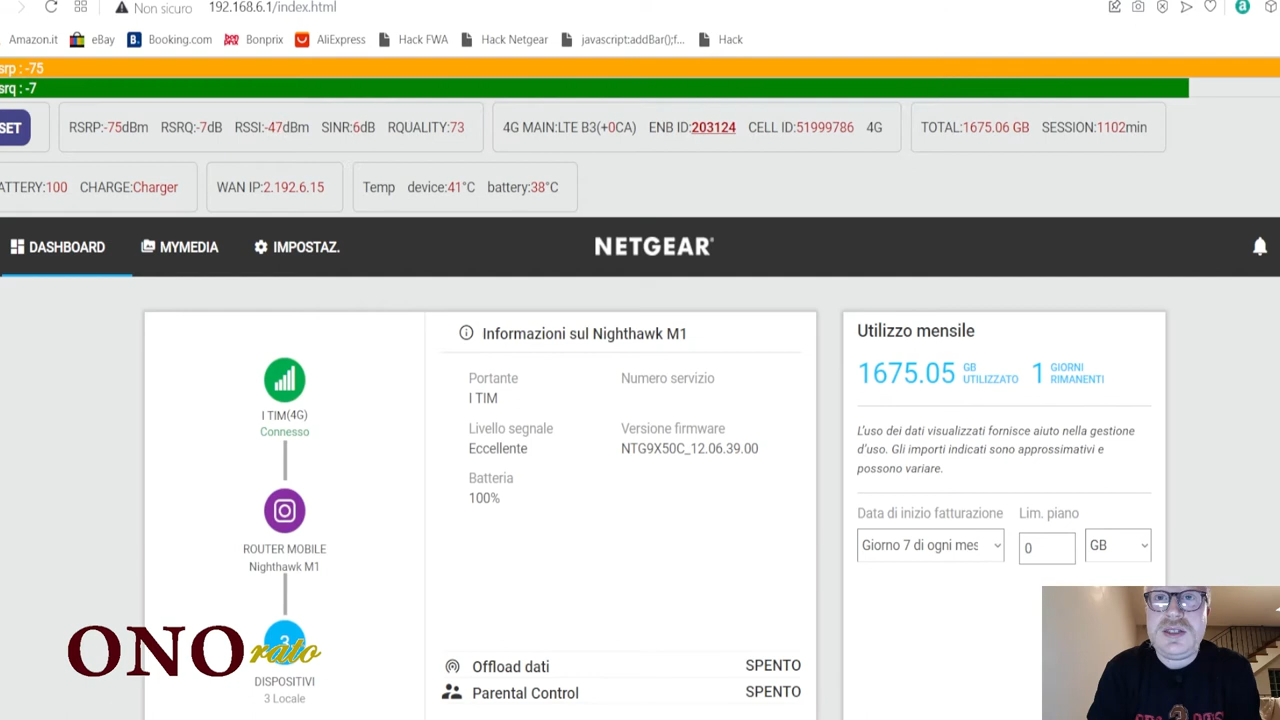 Non sicuro 192.168.6.1/index.html
Amazon.it eBay Booking.com Bonprix AliExpress Hack FWA Hack Netgear javascript:addBar();f... Hack
srp : -75
srq : -7
SET RSRP:-75dBm RSRQ:-7dB RSSI:-47dBm SINR:6dB RQUALITY:73 4G MAIN:LTE B3(+0CA) ENB ID:203124 CELL ID:51999786 4G TOTAL:1675.06 GB SESSION:1102min
ATTERY:100 CHARGE:Charger WAN IP:2.192.6.15 Temp device:41°C battery:38°C
DASHBOARD MYMEDIA IMPOSTAZ. NETGEAR®
I TIM(4G)
Connesso
ROUTER MOBILE
Nighthawk M1
3
DISPOSITIVI
3 Locale
Informazioni sul Nighthawk M1
Portante Numero servizio
I TIM
Livello segnale Versione firmware
Eccellente NTG9X50C_12.06.39.00
Batteria
100%
Offload dati SPENTO
Parental Control SPENTO
Utilizzo mensile
1675.05 GB UTILIZZATO 1 GIORNI RIMANENTI
L'uso dei dati visualizzati fornisce aiuto nella gestione
d'uso. Gli importi indicati sono approssimativi e
possono variare.
Data di inizio fatturazione Lim. piano
Giorno 7 di ogni mes 0 GB
ONOrato